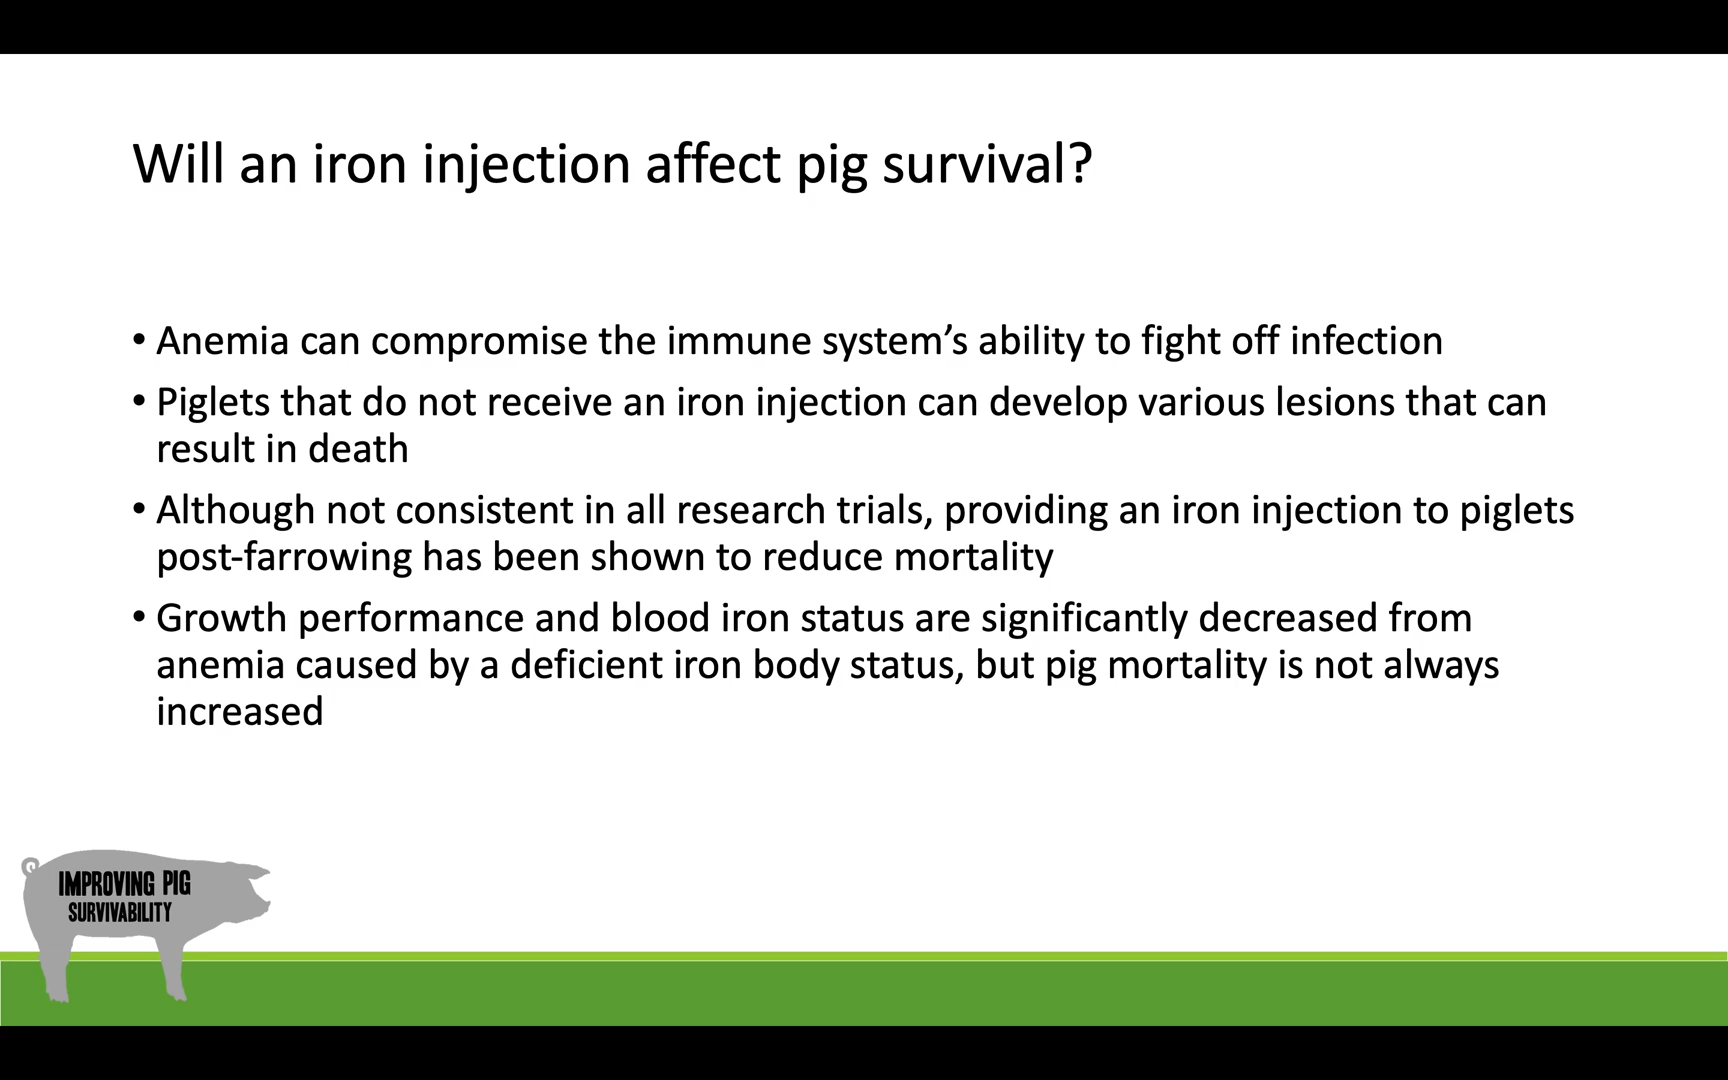 Will an iron injection affect pig survival?
• Anemia can compromise the immune system’s ability to fight off infection
• Piglets that do not receive an iron injection can develop various lesions that can
result in death
• Although not consistent in all research trials, providing an iron injection to piglets
post-farrowing has been shown to reduce mortality
• Growth performance and blood iron status are significantly decreased from
anemia caused by a deficient iron body status, but pig mortality is not always
increased
IMPROVING PIG
SURVIVABILITY